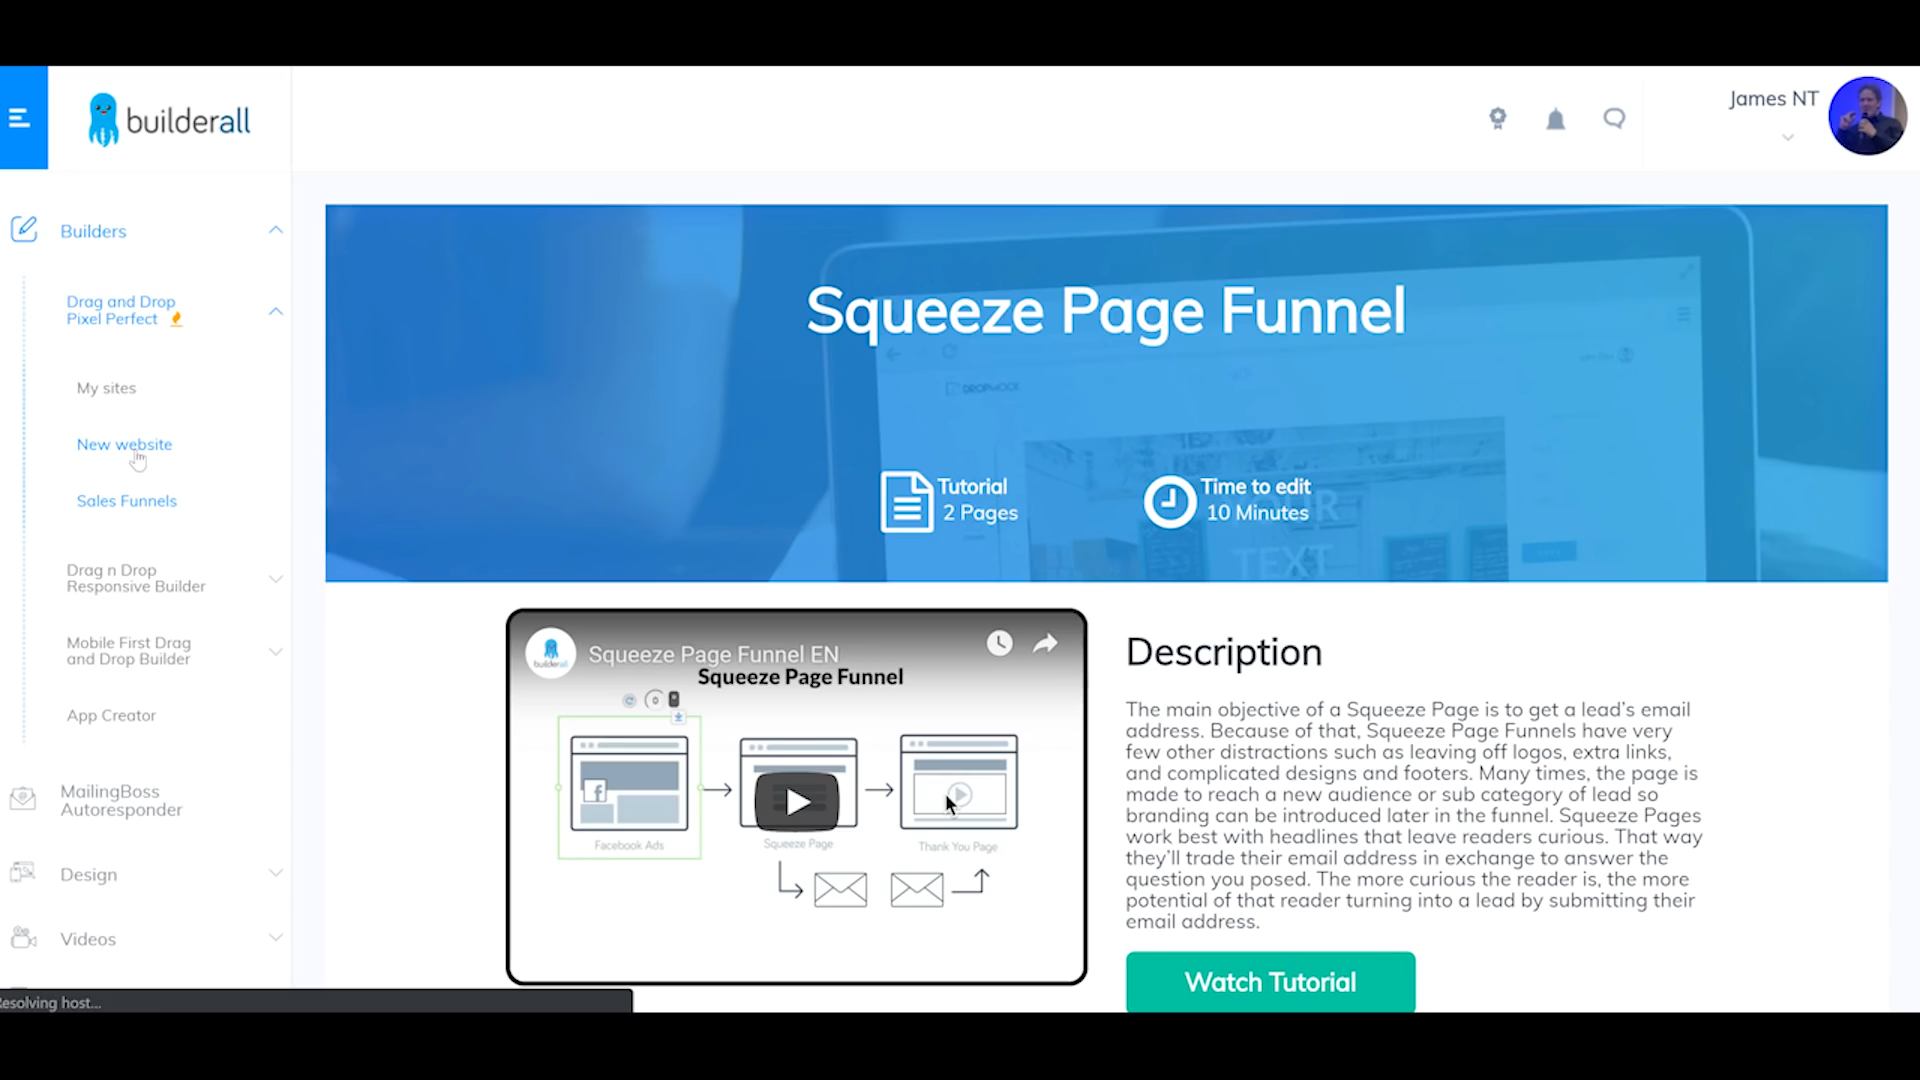 builderall
James NT
Builders
Drag and Drop
Pixel Perfect
My sites
New website
Sales Funnels
Drag n Drop
Responsive Builder
Mobile First Drag
and Drop Builder
App Creator
MailingBoss
Autoresponder
Design
Videos
Squeeze Page Funnel
Tutorial
2 Pages
Time to edit
10 Minutes
DROPMOCK
YOUR
TEXT
builderall
Squeeze Page Funnel EN
Squeeze Page Funnel
Facebook Ads
Squeeze Page
Thank You Page
Description
The main objective of a Squeeze Page is to get a lead's email
address. Because of that, Squeeze Page Funnels have very
few other distractions such as leaving off logos, extra links,
and complicated designs and footers. Many times, the page is
made to reach a new audience or sub category of lead so
branding can be introduced later in the funnel. Squeeze Pages
work best with headlines that leave readers curious. That way
they'll trade their email address in exchange to answer the
question you posed. The more curious the reader is, the more
potential of that reader turning into a lead by submitting their
email address.
Watch Tutorial
Resolving host...